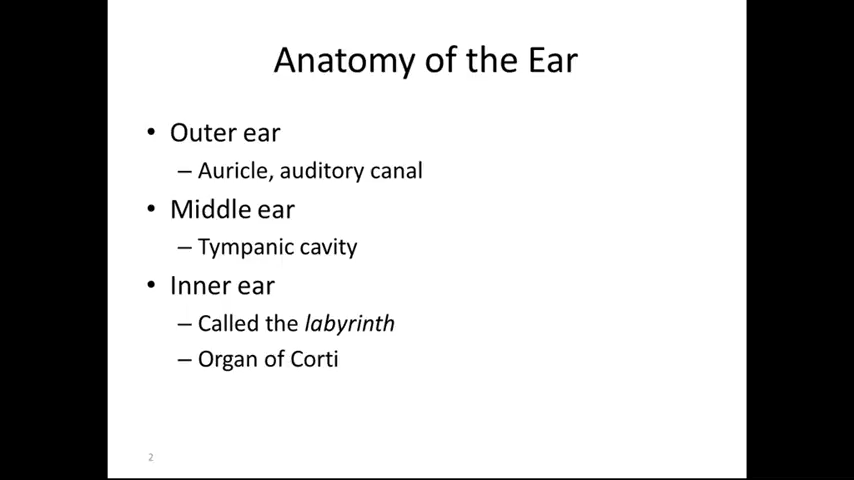 Anatomy of the Ear
• Outer ear
– Auricle, auditory canal
• Middle ear
– Tympanic cavity
• Inner ear
– Called the labyrinth
– Organ of Corti
2